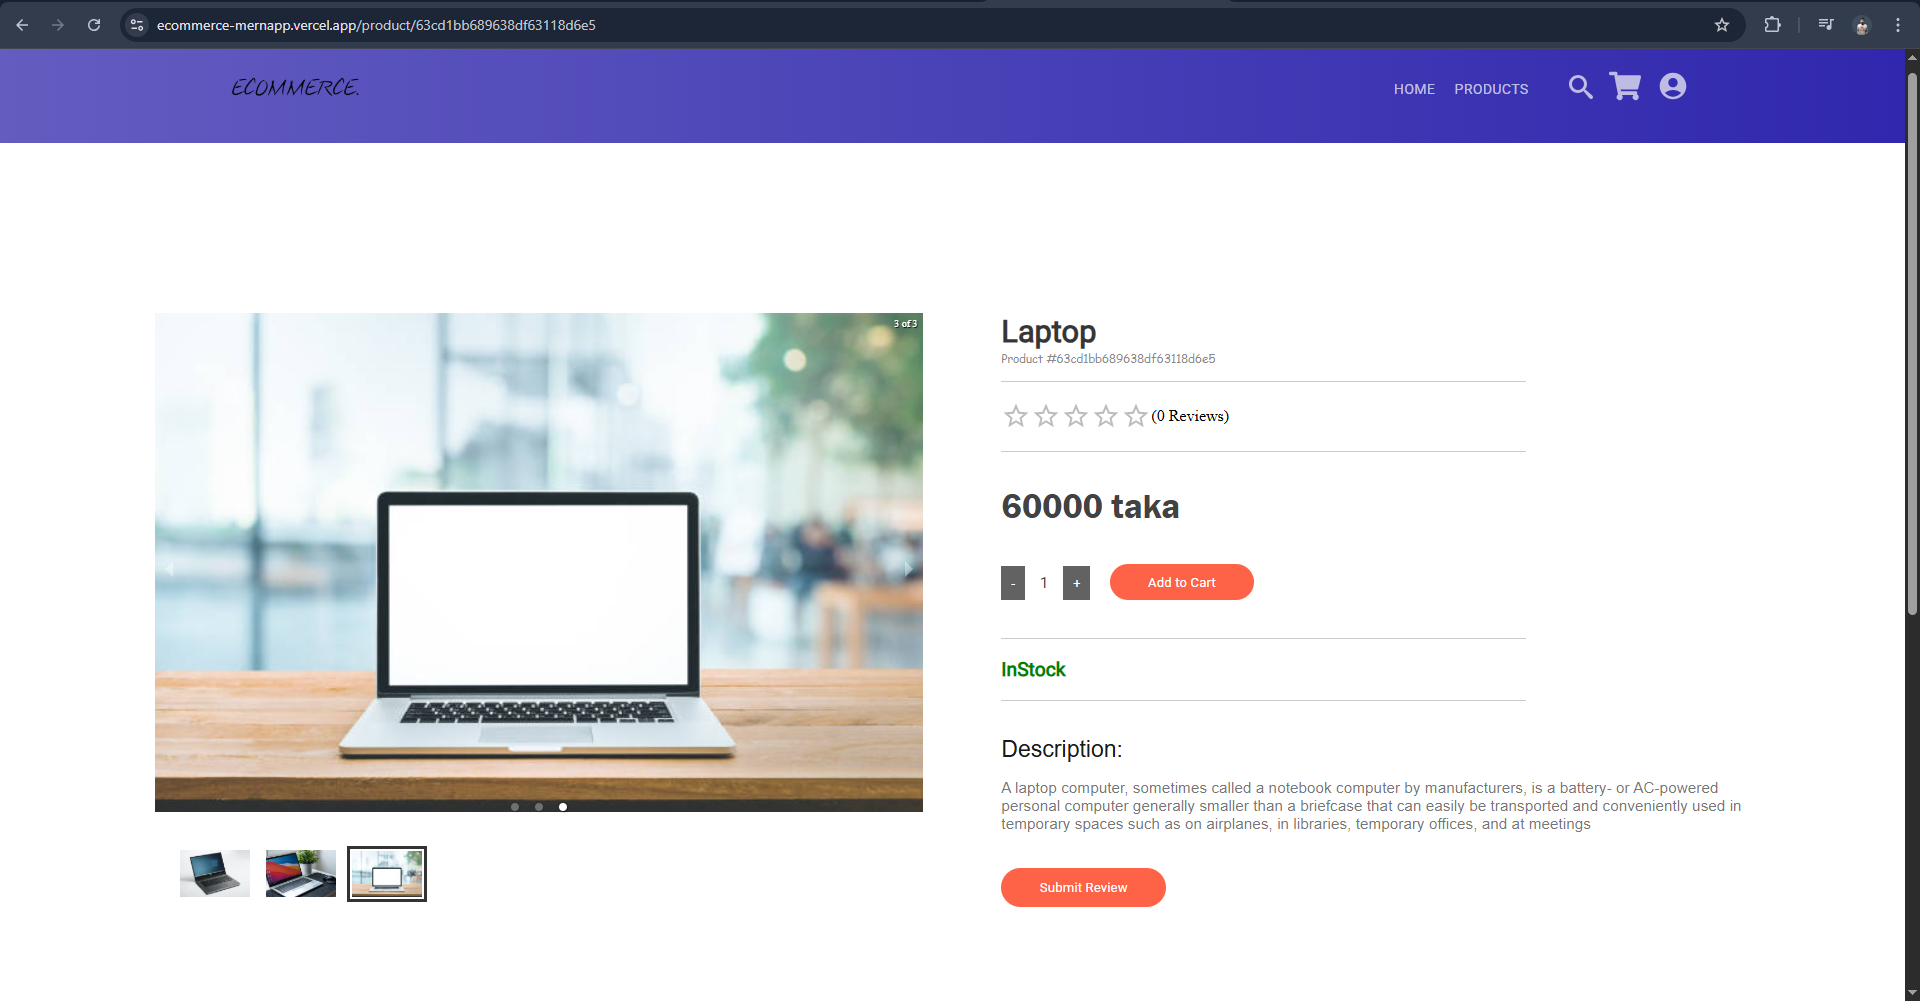 ecommerce-mernapp.vercel.app/product/63cd1bb689638df63118d6e5
ECOMMERCE.
HOME PRODUCTS
3 of 3
Laptop
Product #63cd1bb689638df63118d6e5
(0 Reviews)
60000 taka
- 1 + Add to Cart
InStock
Description:
A laptop computer, sometimes called a notebook computer by manufacturers, is a battery- or AC-powered
personal computer generally smaller than a briefcase that can easily be transported and conveniently used in
temporary spaces such as on airplanes, in libraries, temporary offices, and at meetings
Submit Review